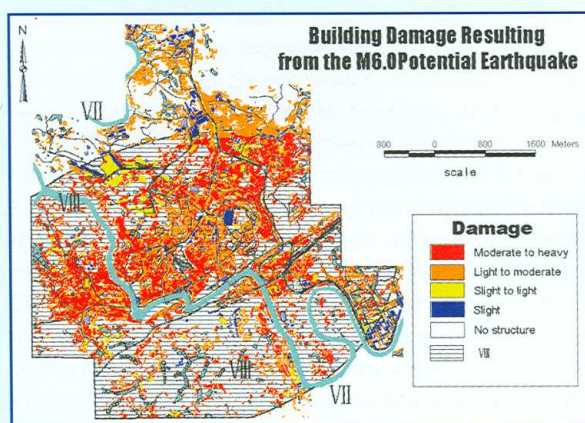 Building Damage Resulting
from the M6.0Potential Earthquake
N
VII
800 0 800 1600 Meters
scale
VIII
Damage
Moderate to heavy
Light to moderate
Slight to light
Slight
No structure
VIII
VIII
VII